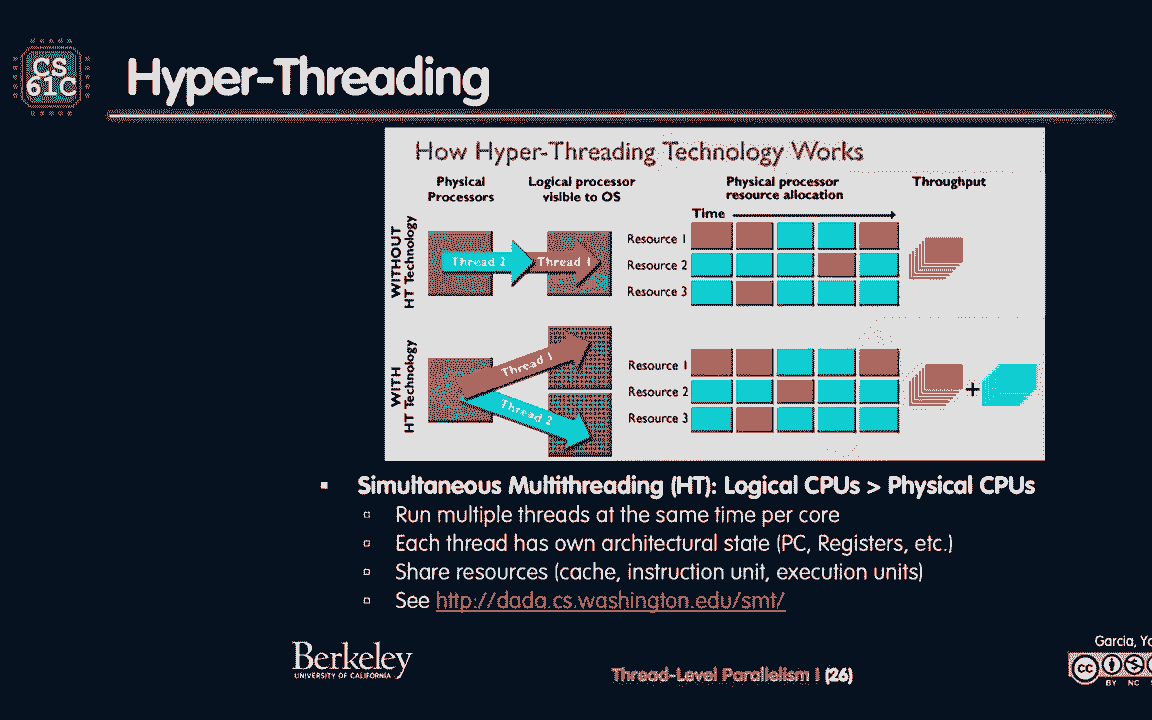 CS
61C
Hyper-Threading
How Hyper-Threading Technology Works
Physical
Processors
Logical processor
visible to OS
Physical processor
resource allocation
Throughput
Time
WITHOUT
HT Technology
Thread 2
Thread 1
Resource 1
Resource 2
Resource 3
WITH
HT Technology
Thread 1
Thread 2
Resource 1
Resource 2
Resource 3
+
▪ Simultaneous Multithreading (HT): Logical CPUs > Physical CPUs
▫ Run multiple threads at the same time per core
▫ Each thread has own architectural state (PC, Registers, etc.)
▫ Share resources (cache, instruction unit, execution units)
▫ See http://dada.cs.washington.edu/smt/
Berkeley
UNIVERSITY OF CALIFORNIA
Thread-Level Parallelism I (26)
Garcia,
cc
BY NC